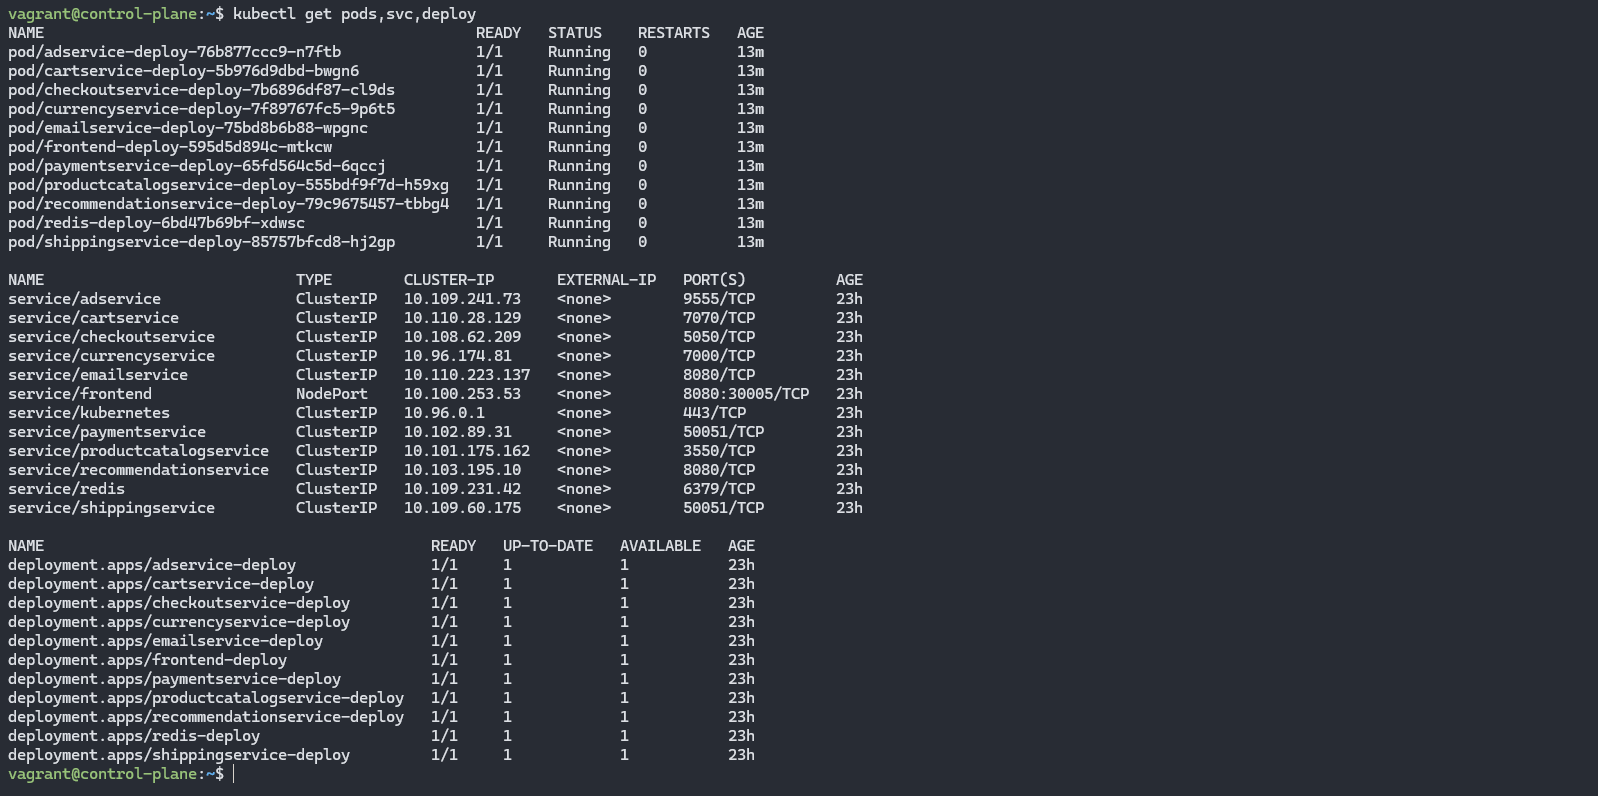 vagrant@control-plane:~$ kubectl get pods,svc,deploy
NAME READY STATUS RESTARTS AGE
pod/adservice-deploy-76b877ccc9-n7ftb 1/1 Running 0 13m
pod/cartservice-deploy-5b976d9dbd-bwgn6 1/1 Running 0 13m
pod/checkoutservice-deploy-7b6896df87-cl9ds 1/1 Running 0 13m
pod/currencyservice-deploy-7f89767fc5-9p6t5 1/1 Running 0 13m
pod/emailservice-deploy-75bd8b6b88-wpgnc 1/1 Running 0 13m
pod/frontend-deploy-595d5d894c-mtkcw 1/1 Running 0 13m
pod/paymentservice-deploy-65fd564c5d-6qccj 1/1 Running 0 13m
pod/productcatalogservice-deploy-555bdf9f7d-h59xg 1/1 Running 0 13m
pod/recommendationservice-deploy-79c9675457-tbbg4 1/1 Running 0 13m
pod/redis-deploy-6bd47b69bf-xdwsc 1/1 Running 0 13m
pod/shippingservice-deploy-85757bfcd8-hj2gp 1/1 Running 0 13m
NAME TYPE CLUSTER-IP EXTERNAL-IP PORT(S) AGE
service/adservice ClusterIP 10.109.241.73 <none> 9555/TCP 23h
service/cartservice ClusterIP 10.110.28.129 <none> 7070/TCP 23h
service/checkoutservice ClusterIP 10.108.62.209 <none> 5050/TCP 23h
service/currencyservice ClusterIP 10.96.174.81 <none> 7000/TCP 23h
service/emailservice ClusterIP 10.110.223.137 <none> 8080/TCP 23h
service/frontend NodePort 10.100.253.53 <none> 8080:30005/TCP 23h
service/kubernetes ClusterIP 10.96.0.1 <none> 443/TCP 23h
service/paymentservice ClusterIP 10.102.89.31 <none> 50051/TCP 23h
service/productcatalogservice ClusterIP 10.101.175.162 <none> 3550/TCP 23h
service/recommendationservice ClusterIP 10.103.195.10 <none> 8080/TCP 23h
service/redis ClusterIP 10.109.231.42 <none> 6379/TCP 23h
service/shippingservice ClusterIP 10.109.60.175 <none> 50051/TCP 23h
NAME READY UP-TO-DATE AVAILABLE AGE
deployment.apps/adservice-deploy 1/1 1 1 23h
deployment.apps/cartservice-deploy 1/1 1 1 23h
deployment.apps/checkoutservice-deploy 1/1 1 1 23h
deployment.apps/currencyservice-deploy 1/1 1 1 23h
deployment.apps/emailservice-deploy 1/1 1 1 23h
deployment.apps/frontend-deploy 1/1 1 1 23h
deployment.apps/paymentservice-deploy 1/1 1 1 23h
deployment.apps/productcatalogservice-deploy 1/1 1 1 23h
deployment.apps/recommendationservice-deploy 1/1 1 1 23h
deployment.apps/redis-deploy 1/1 1 1 23h
deployment.apps/shippingservice-deploy 1/1 1 1 23h
vagrant@control-plane:~$